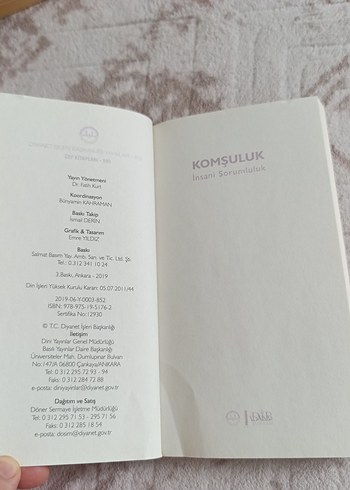 Yayın Yönetmeni
Dr. Fatih Kurt
Koordinasyon
Bünyamin KAHRAMAN
Baskı Takip
İsmail DERİN
Grafik & Tasarım
Emre YILDIZ
Baskı
Salmat Basım Yay. Amb. San. ve Tic. Ltd. Şti.
Tel.: 0 312 341 10 24
3.Baskı, Ankara - 2019
Din İşleri Yüksek Kurulu Kararı: 05.07.2011/44
2019-06-Y-0003-852
ISBN: 978-975-19-5176-2
Sertifika No: 12930
© T.C. Diyanet İşleri Başkanlığı
İletişim
Dini Yayınlar Genel Müdürlüğü
Basılı Yayınlar Daire Başkanlığı
Üniversiteler Mah. Dumlupınar Bulvarı
No:147/A 06800 Çankaya/ANKARA
Tel: 0 312 295 72 93 - 94
Faks: 0 312 284 72 88
e-posta: diniyayinlar@diyanet.gov.tr
Dağıtım ve Satış
Döner Sermaye İşletme Müdürlüğü
Tel: 0 312 295 71 53 - 295 71 56
Faks: 0 312 285 18 54
e-posta: dosim@diyanet.gov.tr
KOMŞULUK
İnsani Sorumluluk